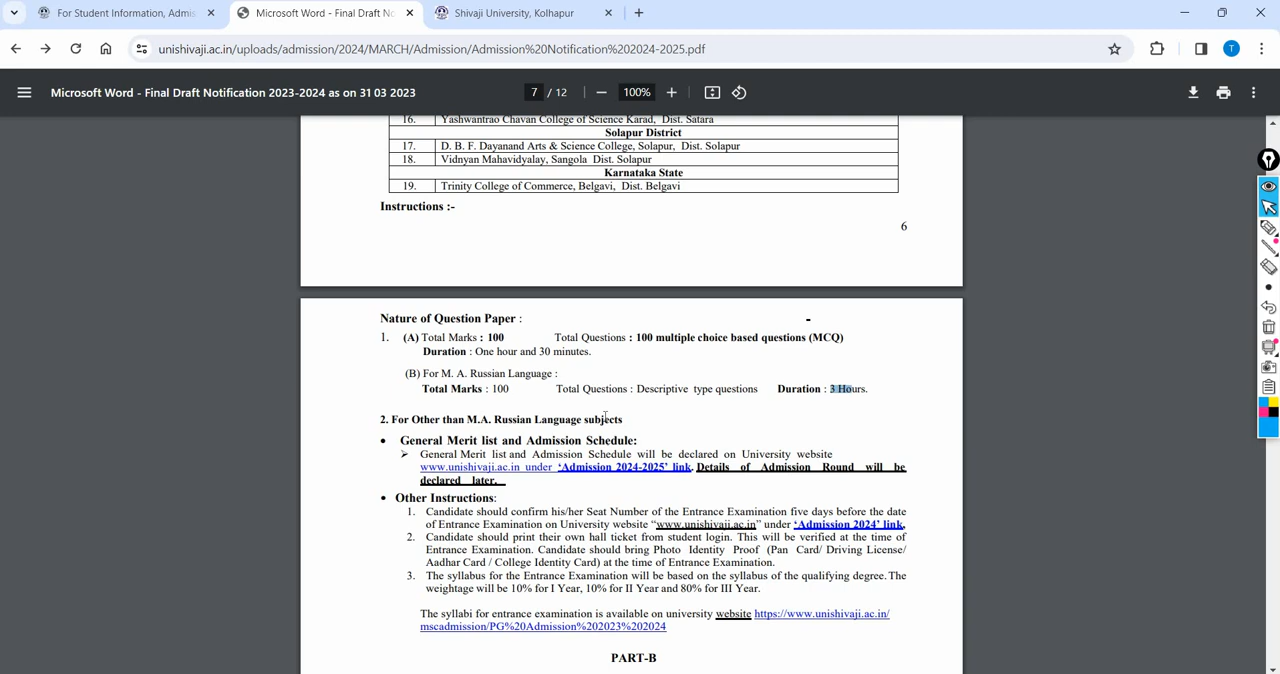 For Student Information, Admis
Microsoft Word - Final Draft No
Shivaji University, Kolhapur
unishivaji.ac.in/uploads/admission/2024/MARCH/Admission/Admission%20Notification%202024-2025.pdf
T
Microsoft Word - Final Draft Notification 2023-2024 as on 31 03 2023
7 / 12
100%
16. Yashwantrao Chavan College of Science Karad, Dist. Satara
Solapur District
17. D. B. F. Dayanand Arts & Science College, Solapur, Dist. Solapur
18. Vidnyan Mahavidyalay, Sangola Dist. Solapur
Karnataka State
19. Trinity College of Commerce, Belgavi, Dist. Belgavi
Instructions :-
6
Nature of Question Paper : -
1. (A) Total Marks : 100 Total Questions : 100 multiple choice based questions (MCQ)
Duration : One hour and 30 minutes.
(B) For M. A. Russian Language :
Total Marks : 100 Total Questions : Descriptive type questions Duration : 3 Hours.
2. For Other than M.A. Russian Language subjects
• General Merit list and Admission Schedule:
➢ General Merit list and Admission Schedule will be declared on University website
www.unishivaji.ac.in under ‘Admission 2024-2025’ link. Details of Admission Round will be
declared later.
• Other Instructions:
1. Candidate should confirm his/her Seat Number of the Entrance Examination five days before the date
of Entrance Examination on University website “www.unishivaji.ac.in” under ‘Admission 2024’ link.
2. Candidate should print their own hall ticket from student login. This will be verified at the time of
Entrance Examination. Candidate should bring Photo Identity Proof (Pan Card/ Driving License/
Aadhar Card / College Identity Card) at the time of Entrance Examination.
3. The syllabus for the Entrance Examination will be based on the syllabus of the qualifying degree. The
weightage will be 10% for I Year, 10% for II Year and 80% for III Year.
The syllabi for entrance examination is available on university website https://www.unishivaji.ac.in/
mscadmission/PG%20Admission%202023%202024
PART-B